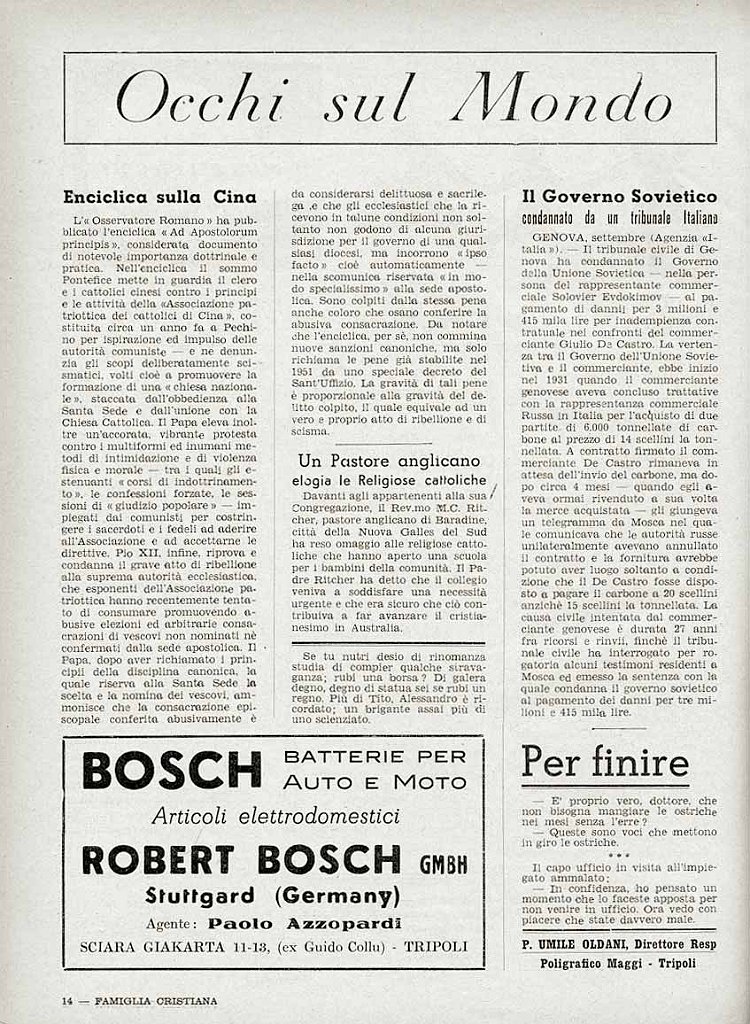 Occhi sul Mondo
Enciclica sulla Cina
L'« Osservatore Romano » ha pub-
blicato l'enciclica « Ad Apostolorum
principis », considerata documento
di notevole importanza dottrinale e
pratica. Nell'enciclica il sommo
Pontefice mette in guardia il clero
e i cattolici cinesi contro i principi
e le attività della «Associazione pa-
triottica dei cattolici di Cina», co-
stituita circa un anno fa a Pechi-
no per ispirazione ed impulso delle
autorità comuniste — e ne denun-
zia gli scopi deliberatamente sci-
smatici, volti cioè a promuovere la
formazione di una « chiesa naziona-
le », staccata dall'obbedienza alla
Santa Sede e dall'unione con la
Chiesa Cattolica. Il Papa eleva inol-
tre un'accorata, vibrante protesta
contro i multiformi ed inumani me-
todi di intimidazione e di violenza
fisica e morale — tra i quali gli e-
stenuanti « corsi di indottrinamen-
to », le confessioni forzate, le ses-
sioni di «giudizio popolare» — im-
piegati dai comunisti per costrin-
gere i sacerdoti e i fedeli ad aderire
all'Associazione e ad accettarne le
direttive. Pio XII, infine, riprova e
condanna il grave atto di ribellione
alla suprema autorità ecclesiastica,
che esponenti dell'Associazione pa-
triottica hanno recentemente tenta-
to di consumare promuovendo a-
busive elezioni ed arbitrarie consa-
crazioni di vescovi non nominati nè
confermati dalla sede apostolica. Il
Papa, dopo aver richiamato i prin-
cipi della disciplina canonica, la
quale riserva alla Santa Sede la
scelta e la nomina dei vescovi, am-
monisce che la consacrazione epi-
scopale conferita abusivamente è
da considerarsi delittuosa e sacrile-
ga ,e che gli ecclesiastici che la ri-
cevono in talune condizioni non sol-
tanto non godono di alcuna giuri-
sdizione per il governo di una qual-
siasi diocesi, ma incorrono «ipso
facto» cioè automaticamente —
nella scomunica riservata «in mo-
do specialissimo» alla sede aposto-
lica. Sono colpiti dalla stessa pena
anche coloro che osano conferire la
abusiva consacrazione. Da notare
che l'enciclica, per sè, non commina
nuove sanzioni canoniche, ma solo
richiama le pene già stabilite nel
1951 da uno speciale decreto del
Sant'Uffizio. La gravità di tali pene
è proporzionale alla gravità del de-
litto colpito, il quale equivale ad un
vero e proprio atto di ribellione e di
scisma.
Un Pastore anglicano
elogia le Religiose cattoliche
Davanti agli appartenenti alla sua
Congregazione, il Rev.mo M.C. Rit-
cher, pastore anglicano di Baradine,
città della Nuova Galles del Sud
ha reso omaggio alle religiose catto-
liche che hanno aperto una scuola
per i bambini della comunità. Il Pa
dre Ritcher ha detto che il collegio
veniva a soddisfare una necessità
urgente e che era sicuro che ciò con-
tribuiva a far avanzare il cristia-
nesimo in Australia.
Se tu nutri desio di rinomanza
studia di compier qualche strava-
ganza; rubi una borsa? Di galera
degno, degno di statua sei se rubi un
regno. Più di Tito, Alessandro è ri-
cordato; un brigante assai più di
uno scienziato.
Il Governo Sovietico
condannato da un tribunale Italiano
GENOVA, settembre (Agenzia «I-
talia»). — Il tribunale civile di Ge-
nova ha condannato il Governo
della Unione Sovietica — nella per-
sona del rappresentante commer-
ciale Solovier Evdokimov — al pa-
gamento di danni per 3 milioni e
415 mila lire per inadempienza con-
trattuale nei confronti del commer-
ciante Giulio De Castro. La verten-
za tra il Governo dell'Unione Sovie-
tiva e il commerciante, ebbe inizio
nel 1931 quando il commerciante
genovese aveva concluso trattative
con la rappresentanza commerciale
Russa in Italia per l'acquisto di due
partite di 6.000 tonnellate di car-
bone al prezzo di 14 scellini la ton-
nellata. A contratto firmato il com-
merciante De Castro rimaneva in
attesa dell'invio del carbone, ma do-
po circa 4 mesi — quando egli a-
veva ormai rivenduto a sua volta
la merce acquistata — gli giungeva
un telegramma da Mosca nel qua-
le comunicava che le autorità russe
unilateralmente avevano annullato
il contratto e la fornitura avrebbe
potuto aver luogo soltanto a condi-
zione che il De Castro fosse dispo-
sto a pagare il carbone a 20 scellini
anzichè 15 scellini la tonnellata. La
causa civile intentata dal commer-
ciante genovese è durata 27 anni
fra ricorsi e rinvii, finchè il tribu-
nale civile ha interrogato per ro-
gatoria alcuni testimoni residenti a
Mosca ed emesso la sentenza con la
quale condanna il governo sovietico
al pagamento dei danni per tre mi-
lioni e 415 mila lire.
Per finire
— E' proprio vero, dottore, che
non bisogna mangiare le ostriche
nei mesi senza l'erre?
— Queste sono voci che mettono
in giro le ostriche.
***
Il capo ufficio in visita all'impie-
gato ammalato:
— In confidenza, ho pensato un
momento che lo faceste apposta per
non venire in ufficio. Ora vedo con
piacere che state davvero male.
P. UMILE OLDANI, Direttore Resp
Poligrafico Maggi - Tripoli
BOSCH BATTERIE PER
AUTO E MOTO
Articoli elettrodomestici
ROBERT BOSCH GMBH
Stuttgard (Germany)
Agente: Paolo Azzopardi
SCIARA GIAKARTA 11-13, (ex Guido Collu) - TRIPOLI
14 — FAMIGLIA CRISTIANA